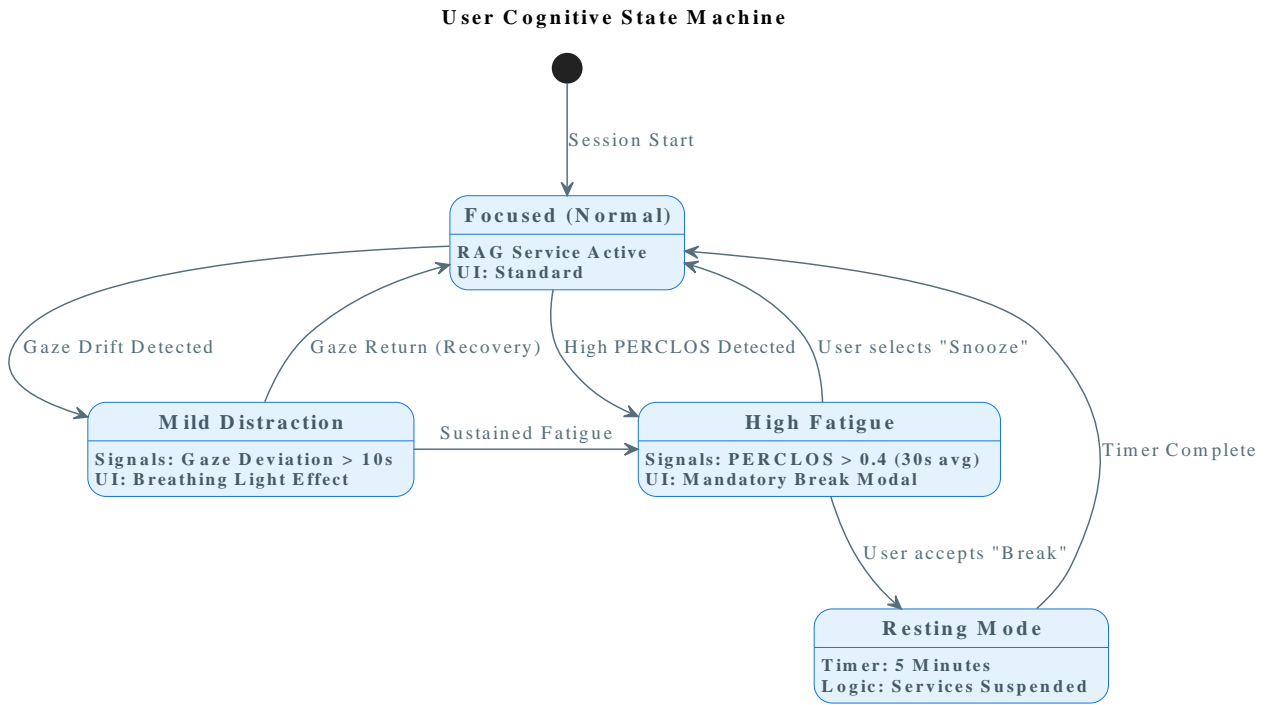 User Cognitive State Machine
Session Start
Focused (Normal)
RAG Service Active
UI: Standard
Gaze Drift Detected
Gaze Return (Recovery)
High PERCLOS Detected
User selects "Snooze"
Mild Distraction
Signals: Gaze Deviation > 10s
UI: Breathing Light Effect
Sustained Fatigue
High Fatigue
Signals: PERCLOS > 0.4 (30s avg)
UI: Mandatory Break Modal
Timer Complete
User accepts "Break"
Resting Mode
Timer: 5 Minutes
Logic: Services Suspended